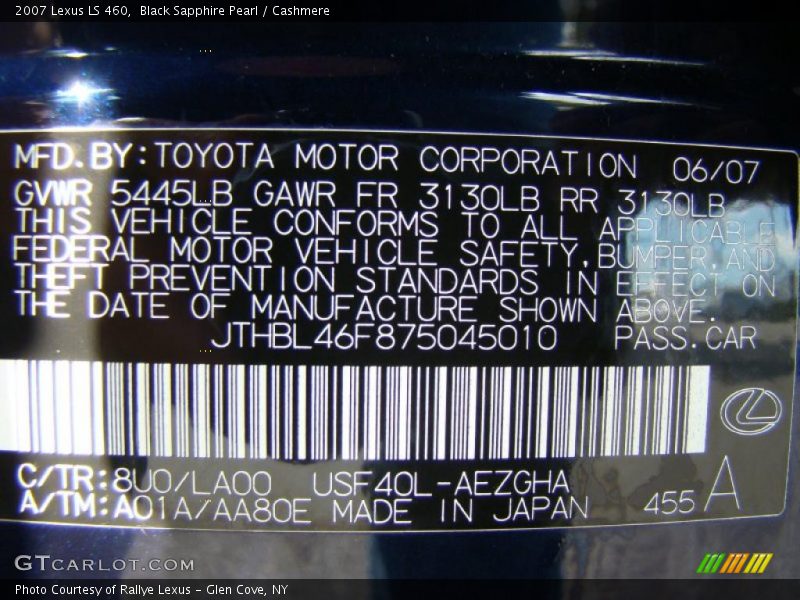 2007 Lexus LS 460,  Black Sapphire Pearl / Cashmere
MFD.BY:TOYOTA MOTOR CORPORATION 06/07
GVWR 5445LB GAWR FR 3130LB RR 3130LB
THIS VEHICLE CONFORMS TO ALL APPLICABLE
FEDERAL MOTOR VEHICLE SAFETY,BUMPER,AND
THEFT PREVENTION STANDARDS IN EFFECT ON
THE DATE OF MANUFACTURE SHOWN ABOVE.
JTHBL46F875045010 PASS.CAR
C/TR:8U0/LA00 USF40L-AEZGHA
A/TM:A01A/AA80E MADE IN JAPAN 455 A
GTCARLOT.COM
Photo Courtesy of Rallye Lexus - Glen Cove, NY